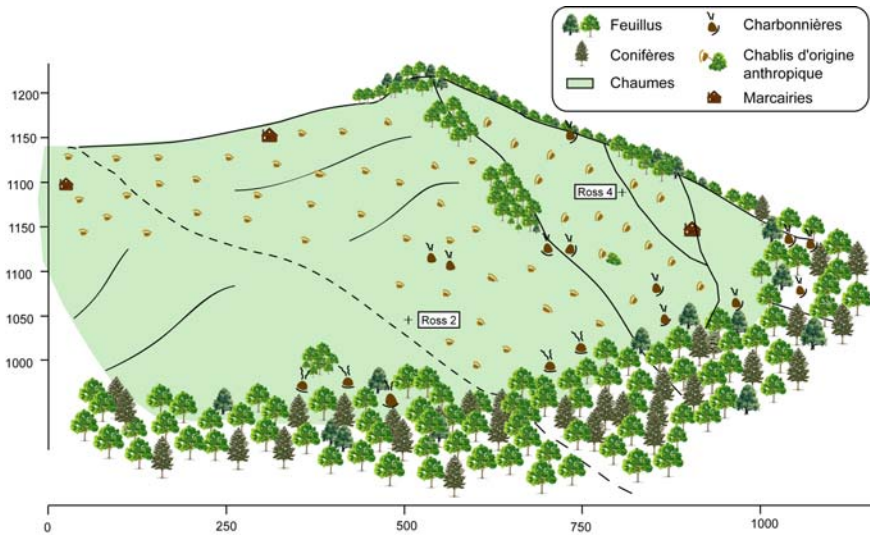 Feuillus
Charbonnières
Conifères
Chablis d'origine
anthropique
Chaumes
Marcairies
1200
1150
1100
1150
1100
1050
1000
Ross 4
Ross 2
0
250
500
750
1000